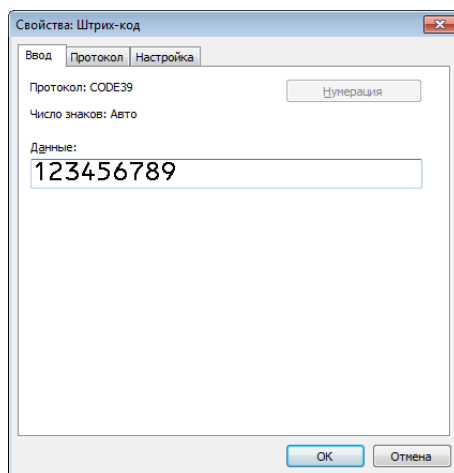 Свойства: Штрих-код
Ввод Протокол Настройка
Протокол: CODE39
Нумерация
Число знаков: Авто
Данные:
123456789
OK Отмена